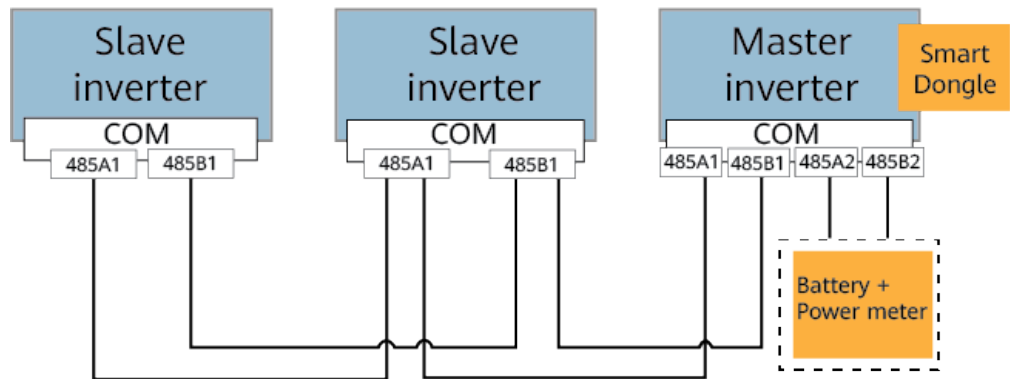 Slave
inverter
COM
485A1
485B1
Slave
inverter
COM
485A1
485B1
Master
inverter
Smart
Dongle
COM
485A1
485B1
485A2
485B2
Battery +
Power meter